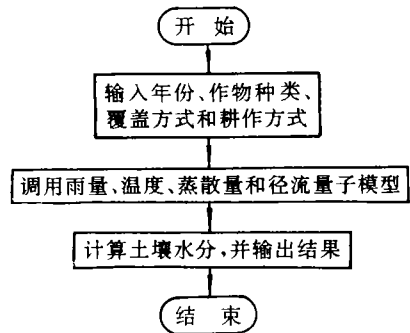 开 始
输入年份、作物种类、
覆盖方式和耕作方式
调用雨量、温度、蒸散量和径流量子模型
计算土壤水分,并输出结果
结 束